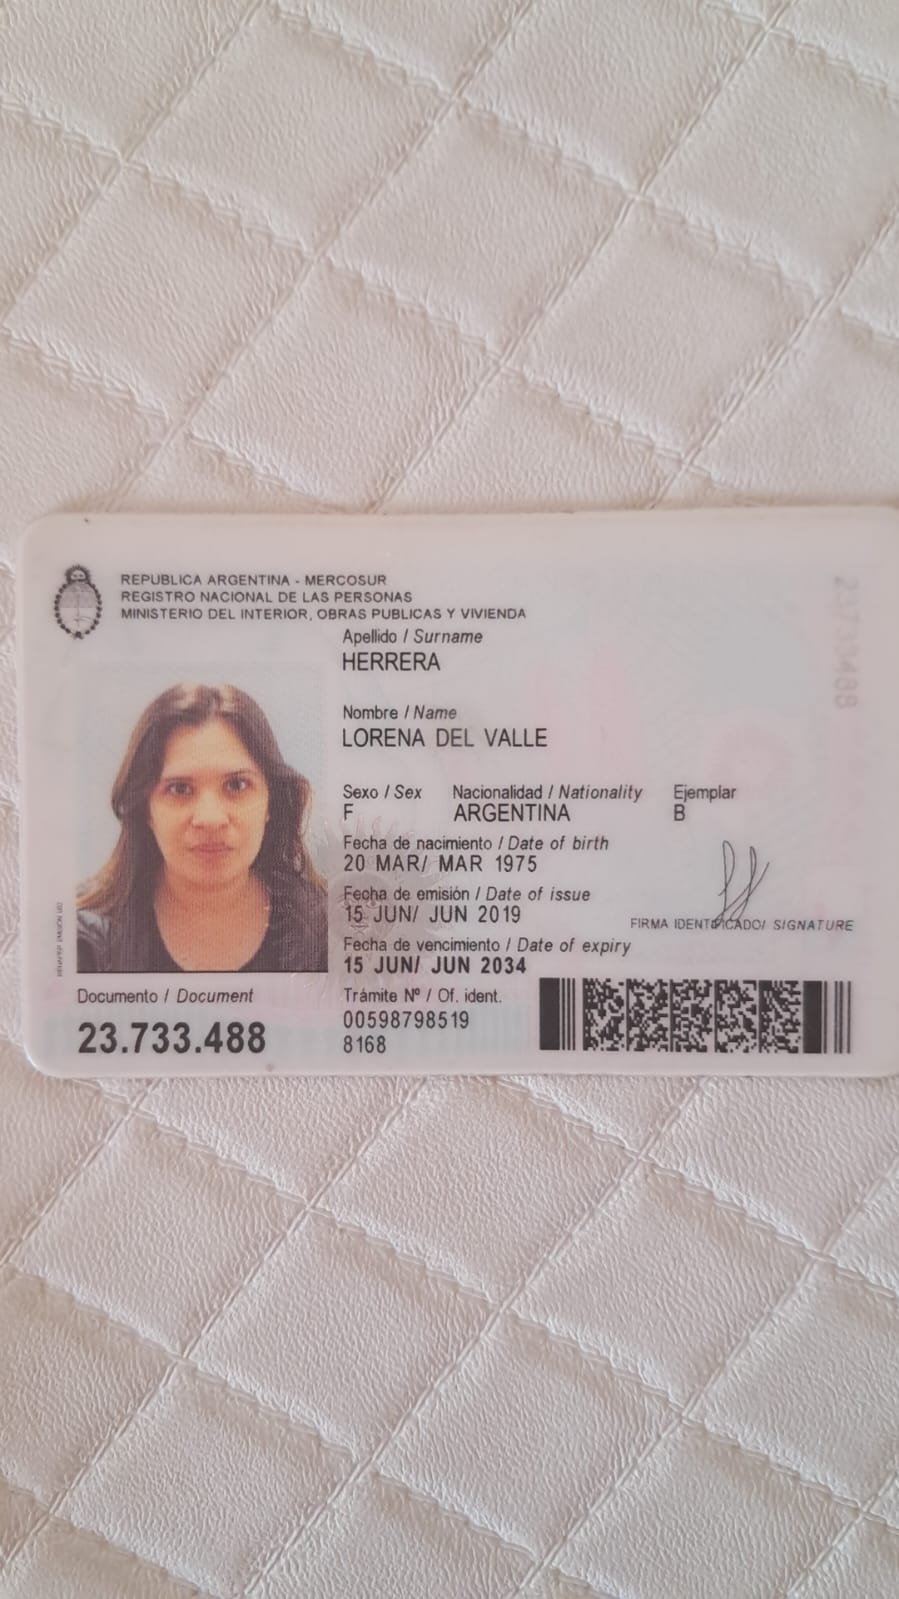 REPUBLICA ARGENTINA - MERCOSUR
REGISTRO NACIONAL DE LAS PERSONAS
MINISTERIO DEL INTERIOR, OBRAS PUBLICAS Y VIVIENDA
Apellido / Surname
HERRERA
Nombre / Name
LORENA DEL VALLE
Sexo / Sex Nacionalidad / Nationality Ejemplar
F ARGENTINA B
Fecha de nacimiento / Date of birth
20 MAR/ MAR 1975
Fecha de emisión / Date of issue
15 JUN/ JUN 2019
FIRMA IDENTIFICADO/ SIGNATURE
Fecha de vencimiento / Date of expiry
15 JUN/ JUN 2034
Documento / Document
23.733.488
Trámite Nº / Of. ident.
00598798519
8168
23733488